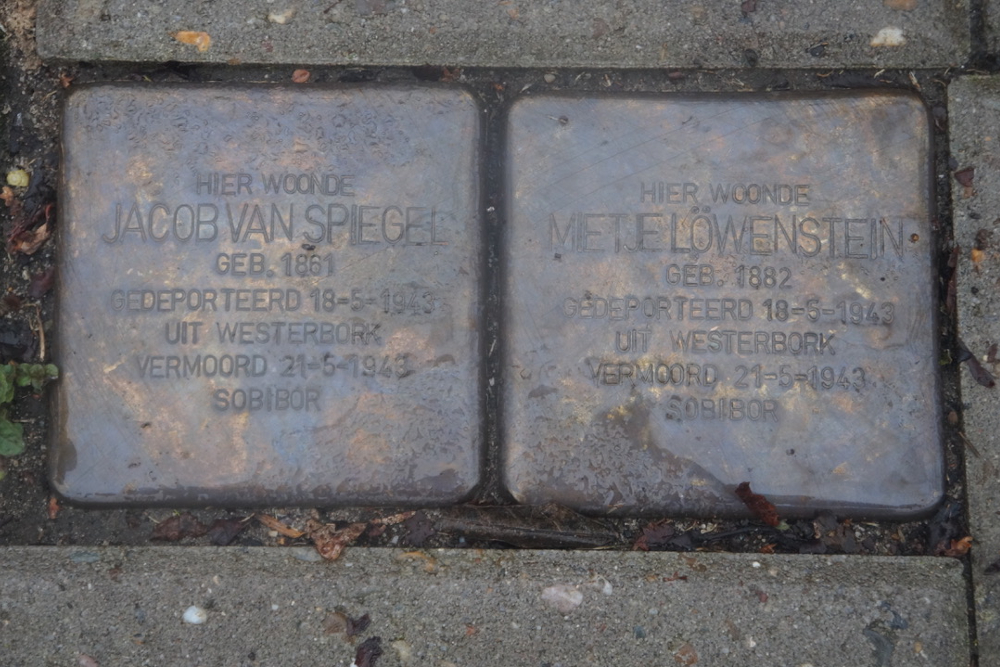 HIER WOONDE
JACOB VAN SPIEGEL
GEB. 1861
GEDEPORTEERD 18-5-1943
UIT WESTERBORK
VERMOORD 21-5-1943
SOBIBOR
HIER WOONDE
MIETJE LÖWENSTEIN
GEB. 1882
GEDEPORTEERD 18-5-1943
UIT WESTERBORK
VERMOORD 21-5-1943
SOBIBOR